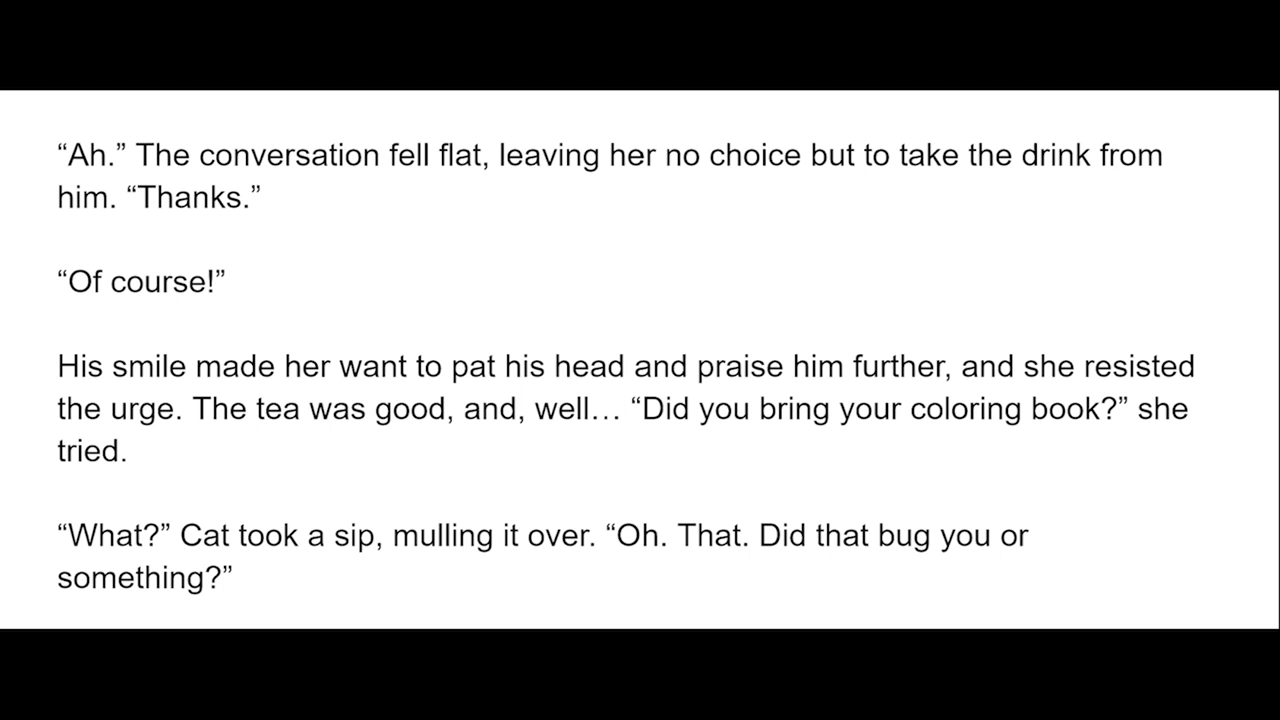 “Ah.” The conversation fell flat, leaving her no choice but to take the drink from
him. “Thanks.”
“Of course!”
His smile made her want to pat his head and praise him further, and she resisted
the urge. The tea was good, and, well… “Did you bring your coloring book?” she
tried.
“What?” Cat took a sip, mulling it over. “Oh. That. Did that bug you or
something?”